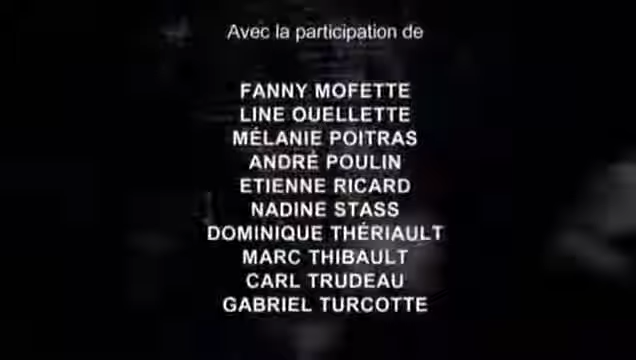 Avec la participation de
FANNY MOFETTE
LINE OUELLETTE
MÉLANIE POITRAS
ANDRÉ POULIN
ETIENNE RICARD
NADINE STASS
DOMINIQUE THÉRIAULT
MARC THIBAULT
CARL TRUDEAU
GABRIEL TURCOTTE